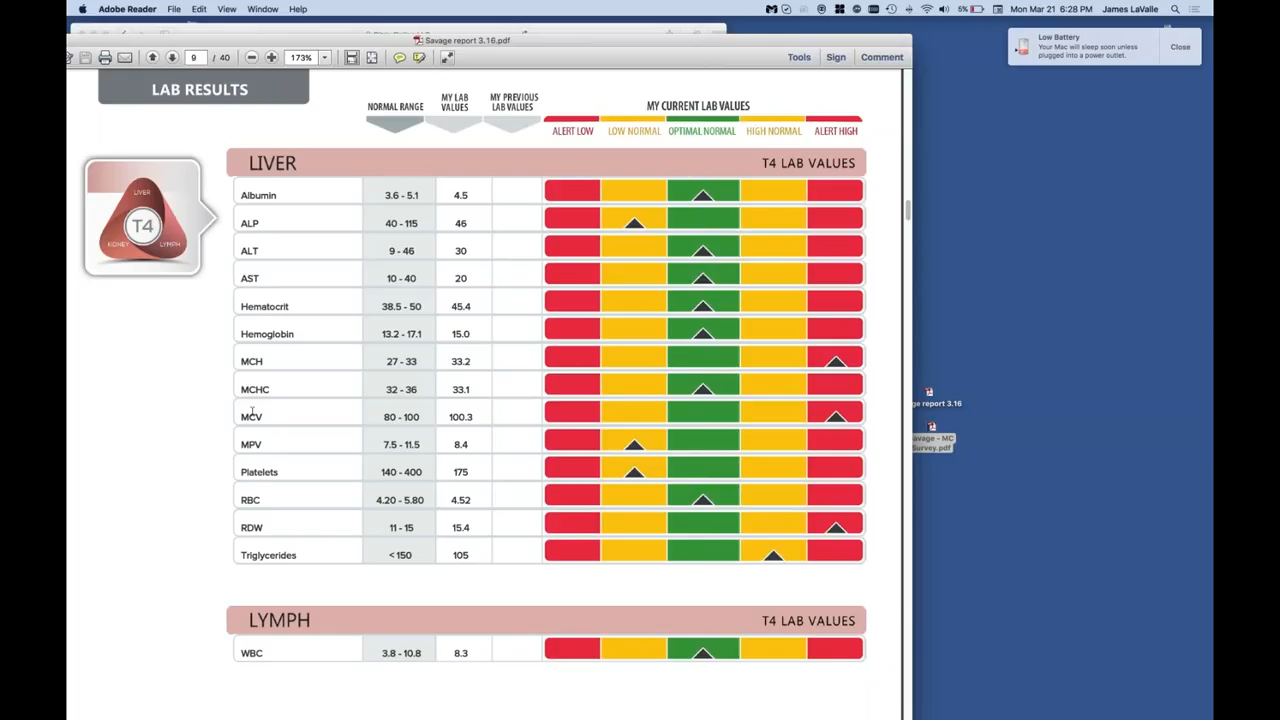 Adobe Reader File Edit View Window Help 5% Mon Mar 21 6:28 PM James LaValle
Savage report 3.16.pdf
9 / 40 173% Tools Sign Comment
Low Battery
Your Mac will sleep soon unless
plugged into a power outlet.
Close
LAB RESULTS
NORMAL RANGE MY LAB VALUES MY PREVIOUS LAB VALUES MY CURRENT LAB VALUES
ALERT LOW LOW NORMAL OPTIMAL NORMAL HIGH NORMAL ALERT HIGH
LIVER T4 LAB VALUES
LIVER
T4
KIDNEY LYMPH
Albumin 3.6 - 5.1 4.5
ALP 40 - 115 46
ALT 9 - 46 30
AST 10 - 40 20
Hematocrit 38.5 - 50 45.4
Hemoglobin 13.2 - 17.1 15.0
MCH 27 - 33 33.2
MCHC 32 - 36 33.1
MCV 80 - 100 100.3
MPV 7.5 - 11.5 8.4
Platelets 140 - 400 175
RBC 4.20 - 5.80 4.52
RDW 11 - 15 15.4
Triglycerides < 150 105
LYMPH T4 LAB VALUES
WBC 3.8 - 10.8 8.3
ge report 3.16
avage - MC
Survey.pdf